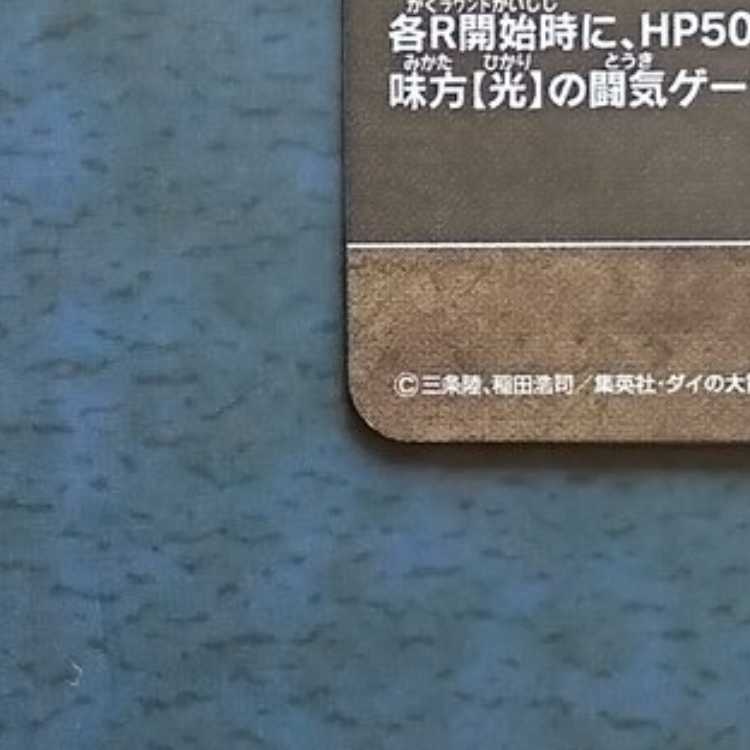 かくラウンドかいしじ
各R開始時に、HP50
みかた ひかり とうき
味方【光】の闘気ゲー
©三条陸、稲田浩司／集英社・ダイの大